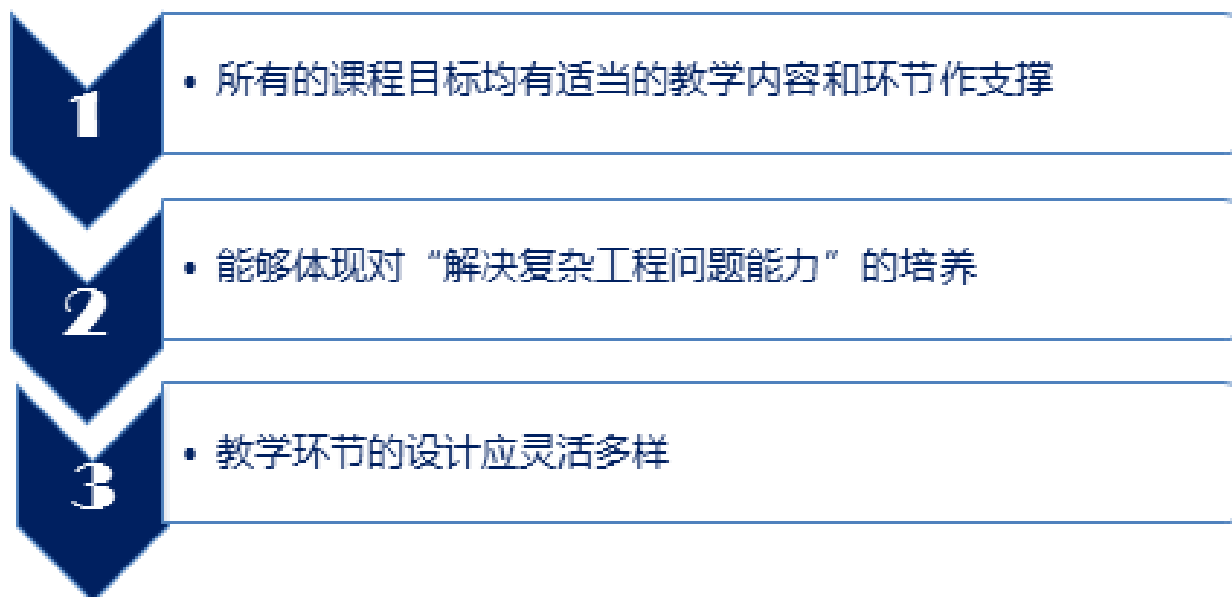 1
• 所有的课程目标均有适当的教学内容和环节作支撑
2
• 能够体现对“解决复杂工程问题能力”的培养
3
• 教学环节的设计应灵活多样